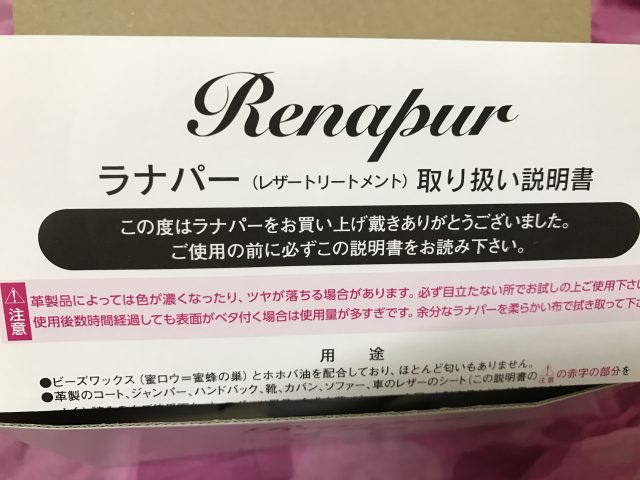 Renapur
ラナパー（レザートリートメント）取り扱い説明書
この度はラナパーをお買い上げ戴きありがとうございました。
ご使用の前に必ずこの説明書をお読み下さい。
注意
革製品によっては色が濃くなったり、ツヤが落ちる場合があります。必ず目立たない所でお試しの上ご使用下さい
使用後数時間経過しても表面がベタ付く場合は使用量が多すぎです。余分なラナパーを柔らかい布で拭き取って下さ
用途
●ビーズワックス（蜜ロウ＝蜜蜂の巣）とホホバ油を配合しており、ほとんど匂いもありません。
●革製のコート、ジャンパー、ハンドバック、靴、カバン、ソファー、車のレザーのシート（この説明書の注意の赤字の部分を